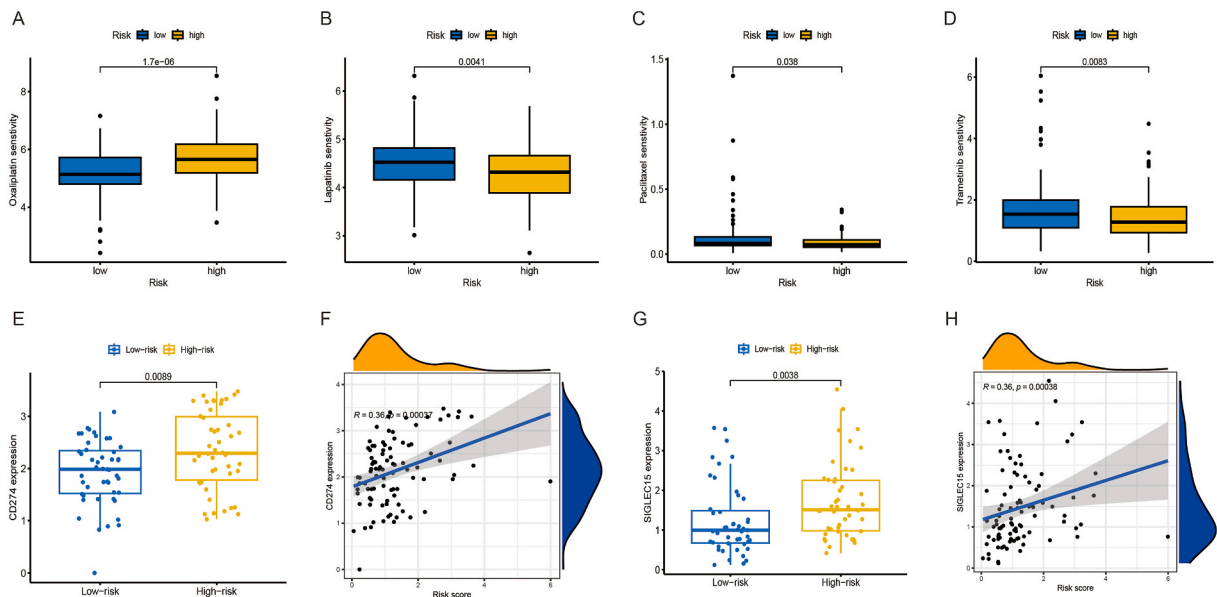 A
Risk low high
1.7e−06
Oxaliplatin senstivity
8
6
4
low
high
Risk
B
Risk low high
0.0041
Lapatinib senstivity
6
5
4
3
low
high
Risk
C
Risk low high
0.038
Paclitaxel senstivity
1.5
1.0
0.5
0.0
low
high
Risk
D
Risk low high
0.0083
Trametinib senstivity
6
4
2
0
low
high
Risk
E
Low−risk High−risk
0.0089
CD274 expression
3
2
1
0
Low−risk
High−risk
F
R = 0.36, p = 0.00037
CD274 expression
4
3
2
1
0
0
2
4
6
Risk score
G
Low−risk High−risk
0.0038
SIGLEC15 expression
5
4
3
2
1
0
Low−risk
High−risk
H
R = 0.36, p = 0.00038
SIGLEC15 expression
4
3
2
1
0
0
2
4
6
Risk score